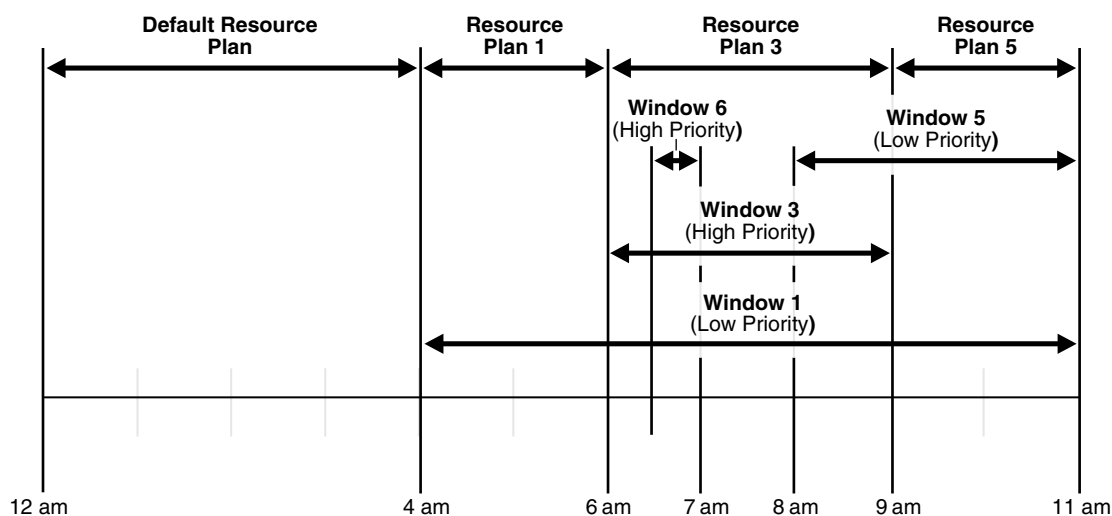 Default Resource
Plan
Resource
Plan 1
Resource
Plan 3
Resource
Plan 5
Window 6
(High Priority)
Window 5
(Low Priority)
Window 3
(High Priority)
Window 1
(Low Priority)
12 am
4 am
6 am
7 am
8 am
9 am
11 am